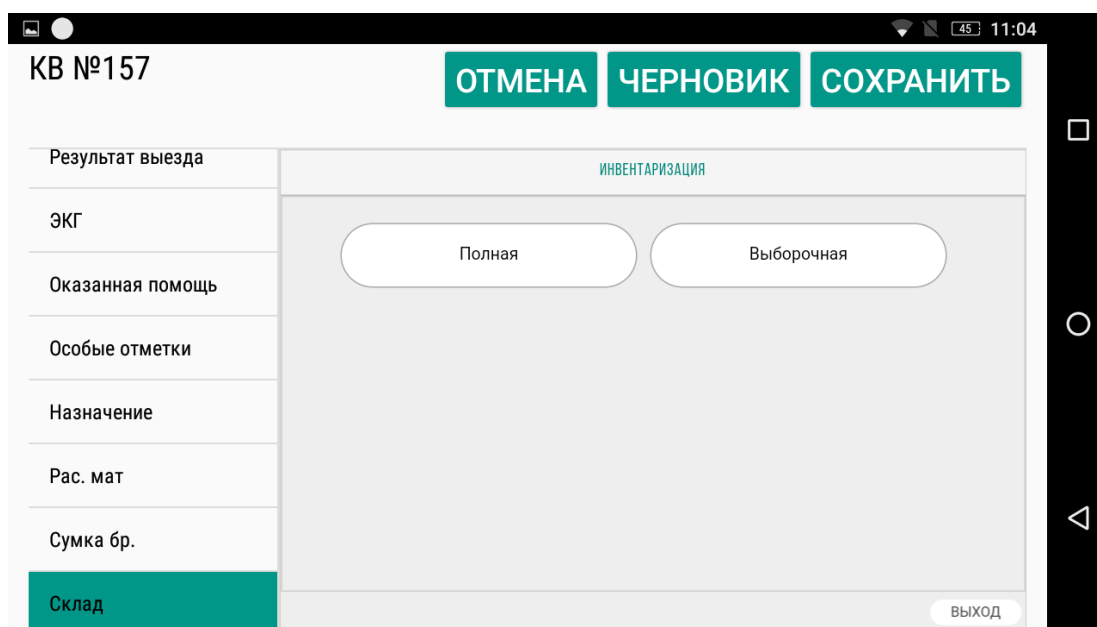 45 11:04
КВ №157
ОТМЕНА ЧЕРНОВИК СОХРАНИТЬ
Результат выезда
ИНВЕНТАРИЗАЦИЯ
ЭКГ
Полная Выборочная
Оказанная помощь
Особые отметки
Назначение
Рас. мат
Сумка бр.
Склад
ВЫХОД